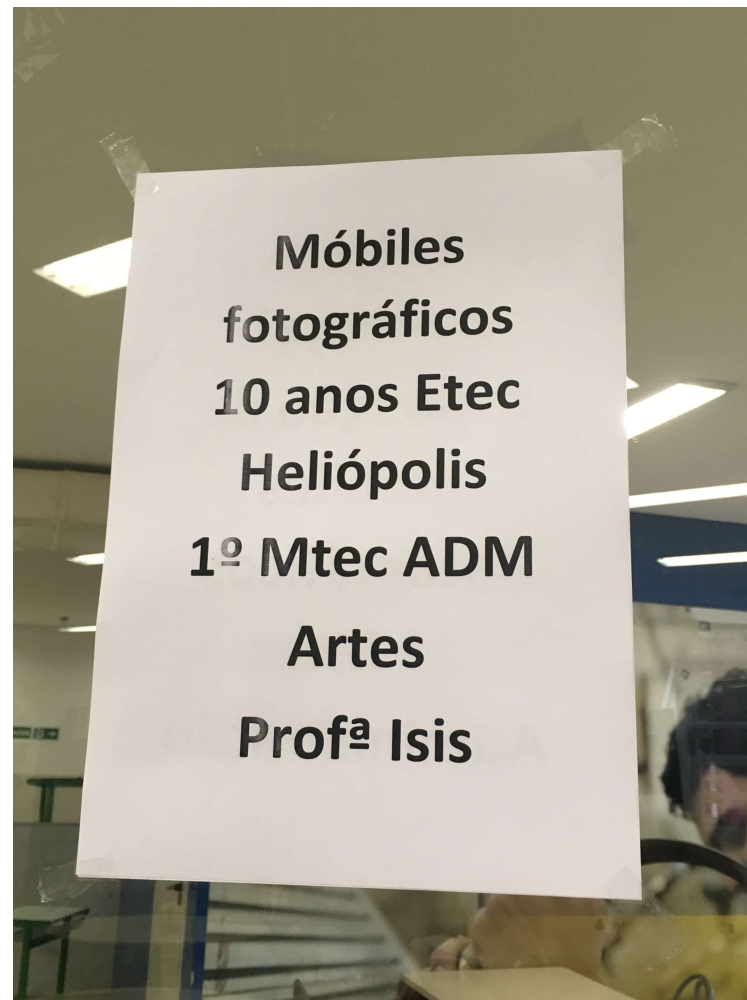 Móbiles
fotográficos
10 anos Etec
Heliópolis
1º Mtec ADM
Artes
Profª Isis